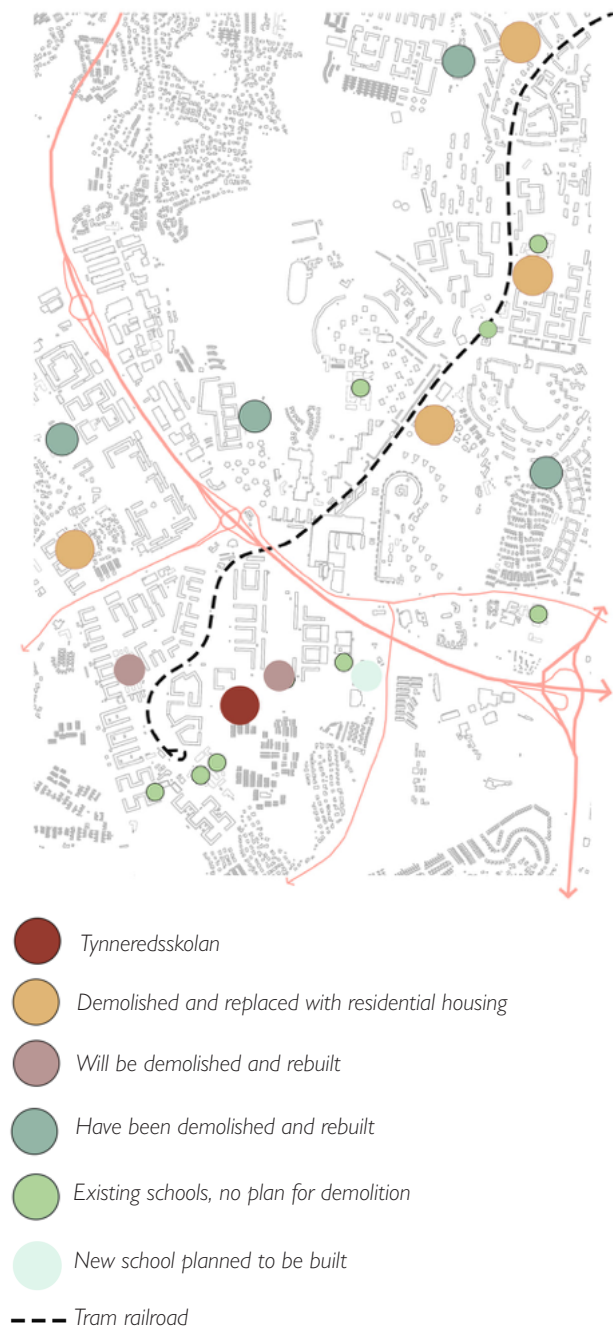 Tynneredsskolan
Demolished and replaced with residential housing
Will be demolished and rebuilt
Have been demolished and rebuilt
Existing schools, no plan for demolition
New school planned to be built
Tram railroad